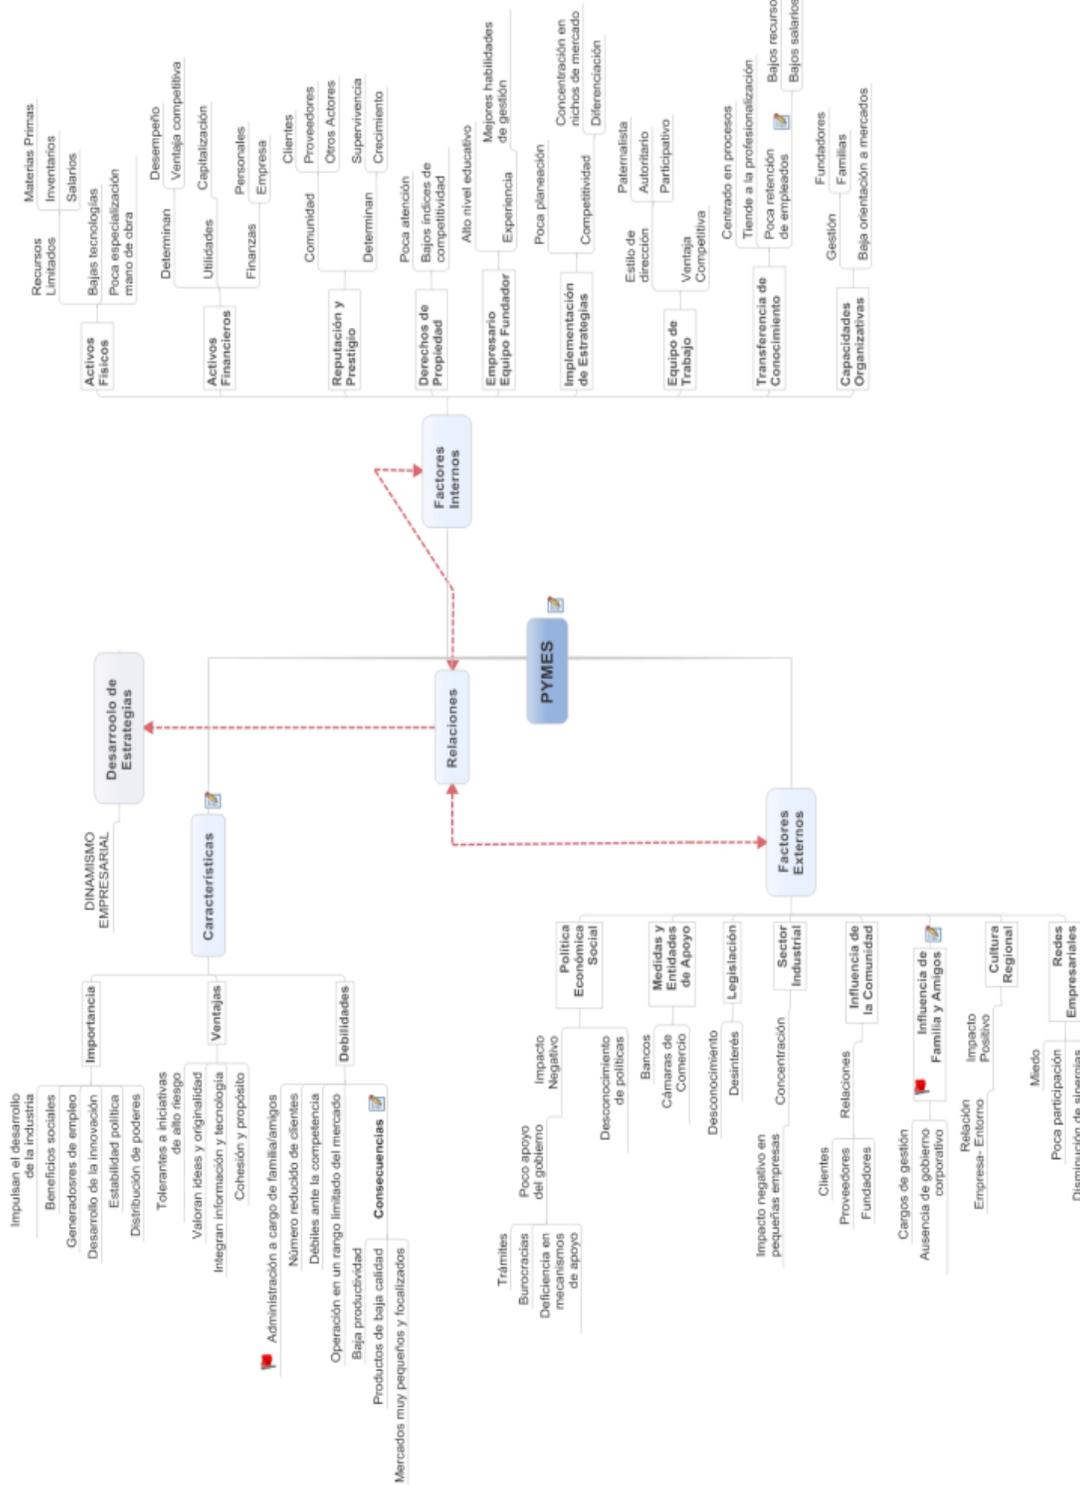 DINAMISMO
EMPRESARIAL
Desarroolo de
Estrategias
Características
Importancia
Impulsan el desarrollo
de la industria
Beneficios sociales
Generadosres de empleo
Desarrollo de la innovación
Estabilidad política
Distribución de poderes
Ventajas
Tolerantes a iniciativas
de alto riesgo
Valoran ideas y originalidad
Integran información y tecnología
Cohesión y propósito
Debilidades
Administración a cargo de familia/amigos
Número reducido de clientes
Débiles ante la competencia
Operación en un rango limitado del mercado
Consecuencias
Baja productividad
Productos de baja calidad
Mercados muy pequeños y focalizados
Relaciones
PYMES
Factores
Internos
Activos
Físicos
Recursos
Limitados
Materias Primas
Inventarios
Salarios
Bajas tecnologías
Poca especialización
mano de obra
Activos
Financieros
Determinan
Desempeño
Ventaja competitiva
Utilidades
Capitalización
Finanzas
Personales
Empresa
Reputación y
Prestigio
Comunidad
Clientes
Proveedores
Otros Actores
Determinan
Supervivencia
Crecimiento
Derechos de
Propiedad
Poca atención
Bajos índices de
competitividad
Empresario
Equipo Fundador
Alto nivel educativo
Experiencia
Mejores habilidades
de gestión
Implementación
de Estrategias
Poca planeación
Competitividad
Concentración en
nichos de mercado
Diferenciación
Equipo de
Trabajo
Estilo de
dirección
Paternalista
Autoritario
Participativo
Ventaja
Competitiva
Transferencia de
Conocimiento
Centrado en procesos
Tiende a la profesionalización
Poca retención
de empleados
Bajos recurso
Bajos salarios
Capacidades
Organizativas
Gestión
Fundadores
Familias
Baja orientación a mercados
Factores
Externos
Política
Económica
Social
Impacto
Negativo
Poco apoyo
del gobierno
Trámites
Burocracias
Deficiencia en
mecanismos
de apoyo
Desconocimiento
de políticas
Medidas y
Entidades
de Apoyo
Bancos
Cámaras de
Comercio
Legislación
Desconocimiento
Desinterés
Sector
Industrial
Concentración
Impacto negativo en
pequeñas empresas
Influencia de
la Comunidad
Relaciones
Clientes
Proveedores
Fundadores
Influencia de
Familia y Amigos
Cargos de gestión
Ausencia de gobierno
corporativo
Cultura
Regional
Impacto
Positivo
Relación
Empresa- Entorno
Redes
Empresariales
Miedo
Poca participación
Disminución de sinergias